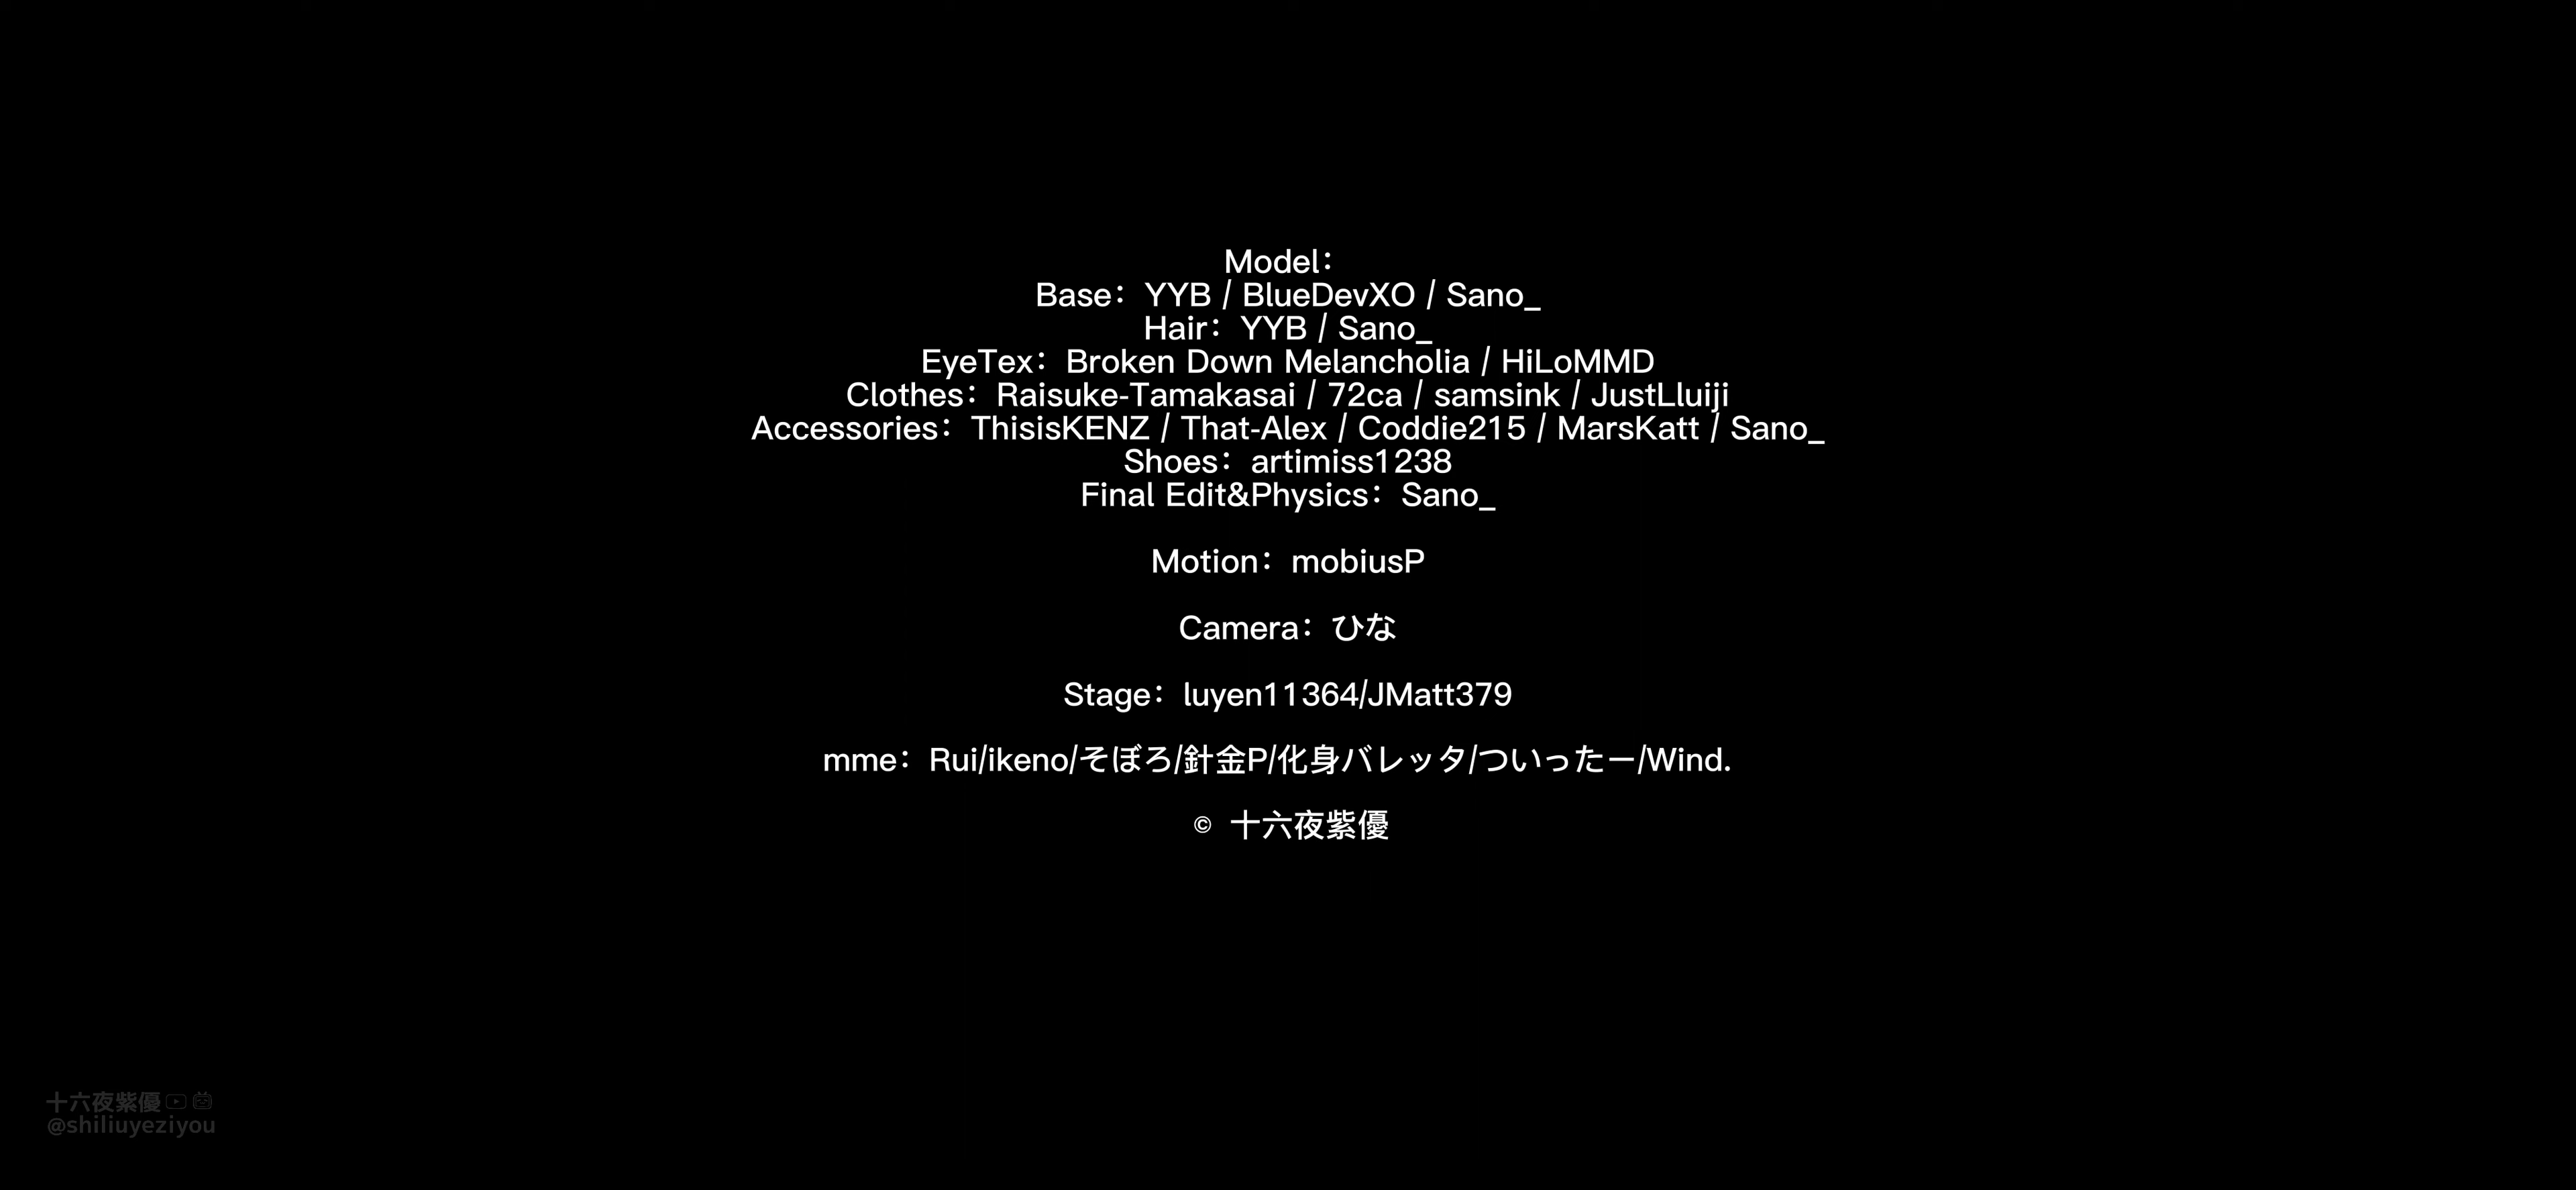 Model：
Base：YYB / BlueDevXO / Sano_
Hair：YYB / Sano_
EyeTex：Broken Down Melancholia / HiLoMMD
Clothes：Raisuke-Tamakasai / 72ca / samsink / JustLluiji
Accessories：ThisisKENZ / That-Alex / Coddie215 / MarsKatt / Sano_
Shoes：artimiss1238
Final Edit&Physics：Sano_
Motion：mobiusP
Camera：ひな
Stage：luyen11364/JMatt379
mme：Rui/ikeno/そぼろ/針金P/化身バレッタ/ついったー/Wind.
© 十六夜紫優
十六夜紫優
@shiliuyeziyou